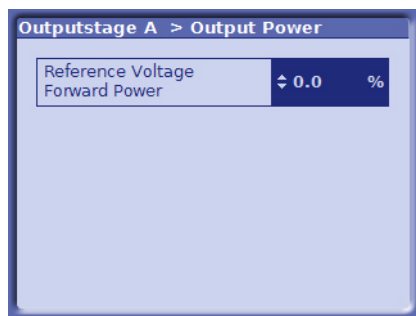 Outputstage A > Output Power
Reference Voltage
Forward Power
0.0 %